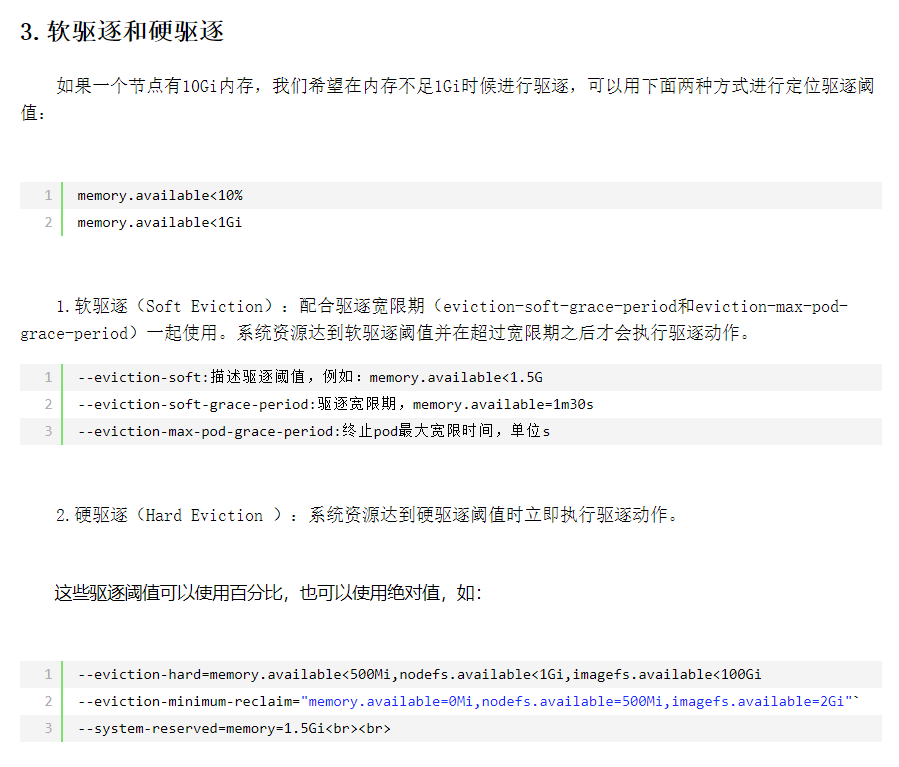 3. 软驱逐和硬驱逐
如果一个节点有10Gi内存，我们希望在内存不足1Gi时候进行驱逐，可以用下面两种方式进行定位驱逐阈
值：
1 memory.available<10%
2 memory.available<1Gi
1.软驱逐（Soft Eviction）：配合驱逐宽限期（eviction-soft-grace-period和eviction-max-pod-
grace-period）一起使用。系统资源达到软驱逐阈值并在超过宽限期之后才会执行驱逐动作。
1 --eviction-soft:描述驱逐阈值，例如：memory.available<1.5G
2 --eviction-soft-grace-period:驱逐宽限期，memory.available=1m30s
3 --eviction-max-pod-grace-period:终止pod最大宽限时间，单位s
2.硬驱逐（Hard Eviction ）：系统资源达到硬驱逐阈值时立即执行驱逐动作。
这些驱逐阈值可以使用百分比，也可以使用绝对值，如：
1 --eviction-hard=memory.available<500Mi,nodefs.available<1Gi,imagefs.available<100Gi
2 --eviction-minimum-reclaim="memory.available=0Mi,nodefs.available=500Mi,imagefs.available=2Gi"`
3 --system-reserved=memory=1.5Gi<br><br>